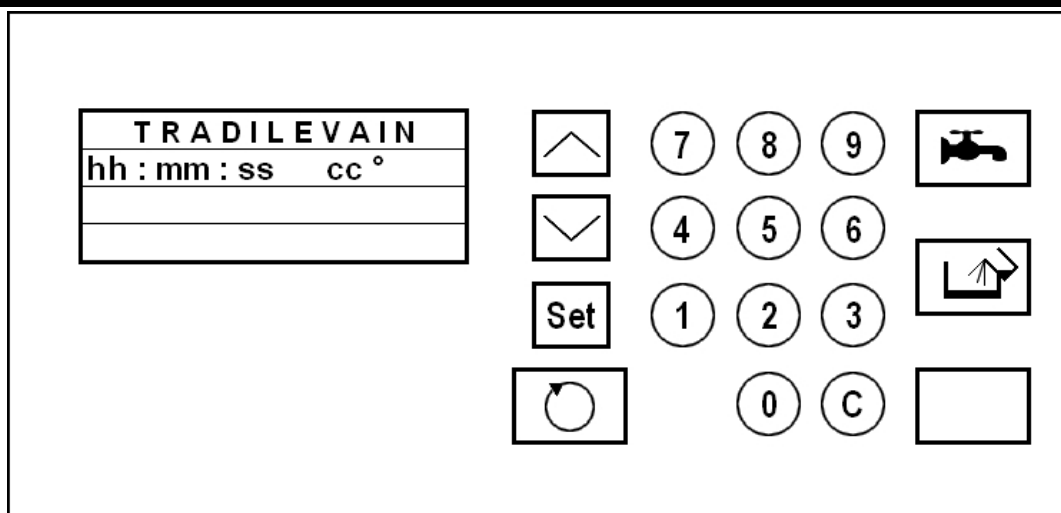 TRADILEVAIN
hh : mm : ss cc °
7 8 9
4 5 6
Set 1 2 3
0 C